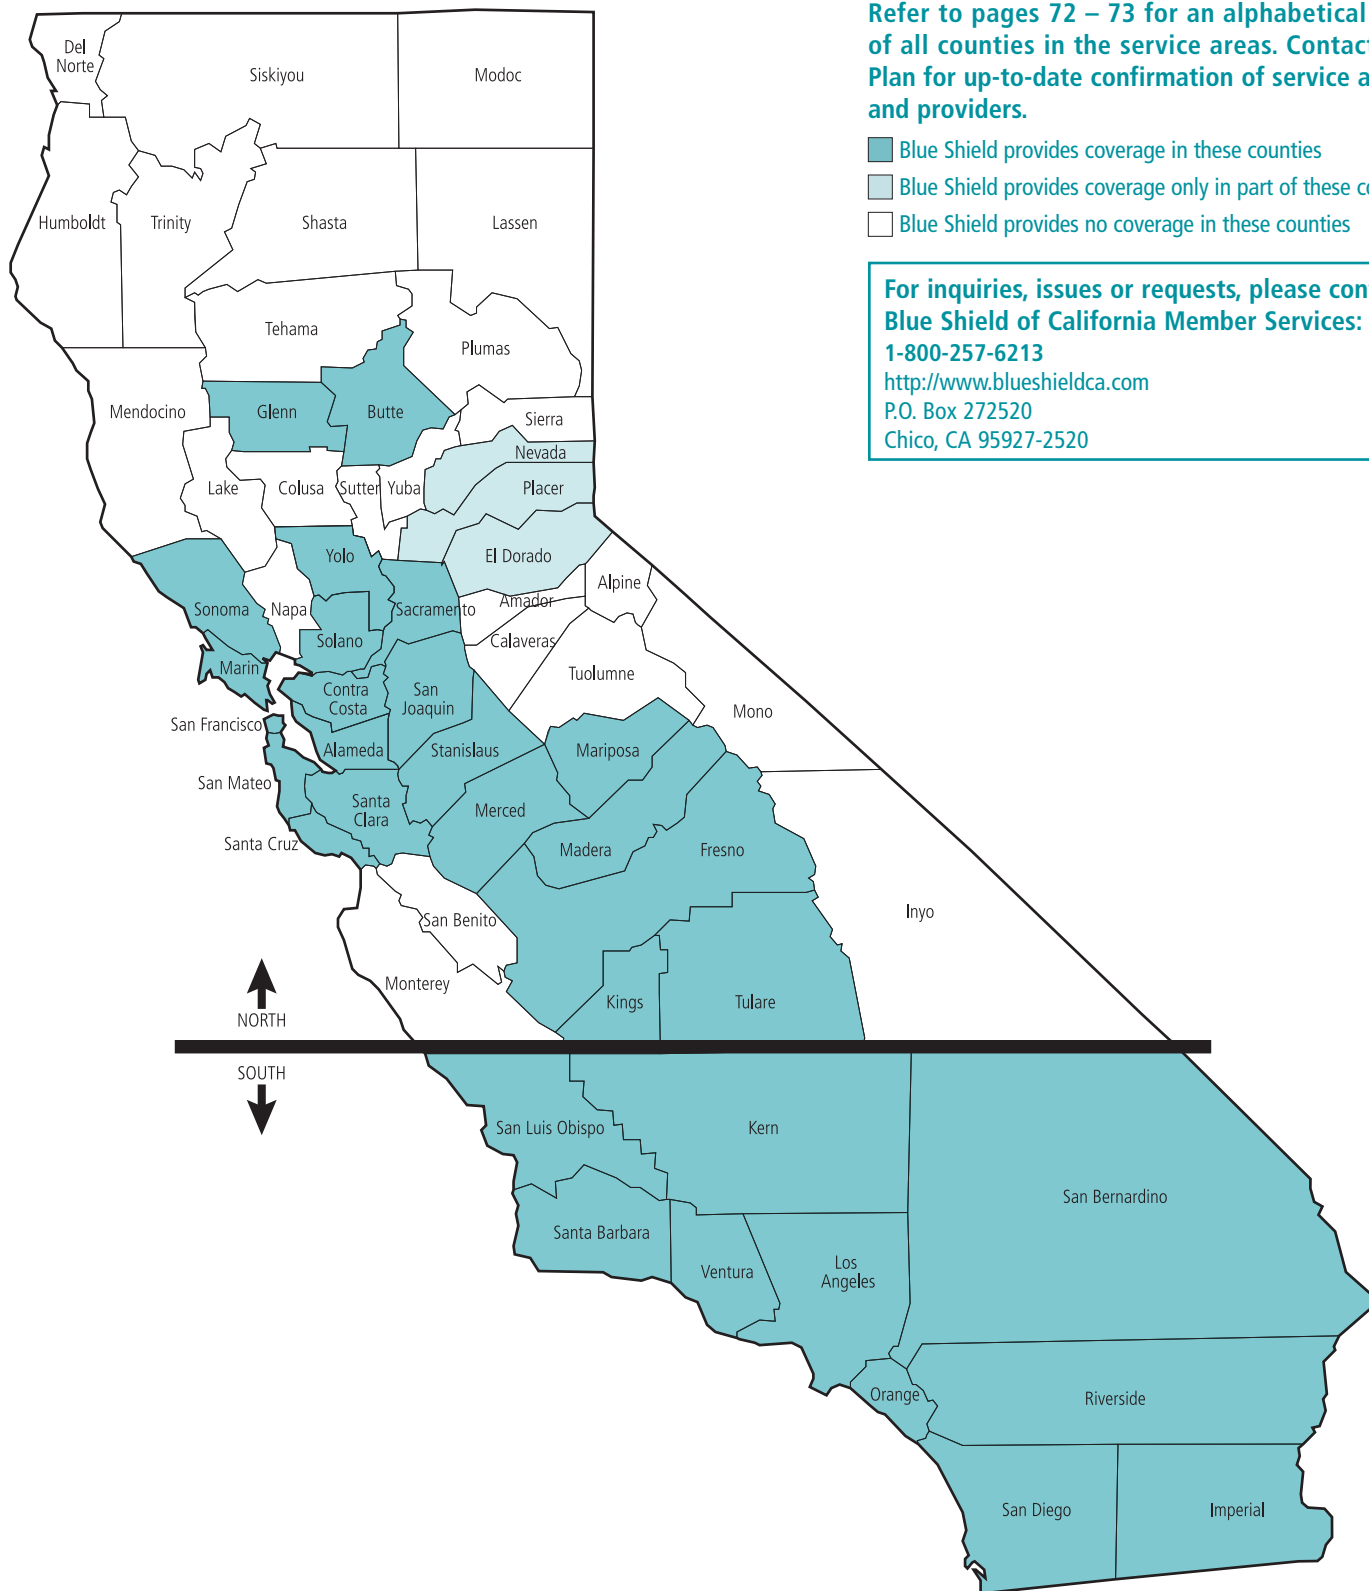 Refer to pages 72 – 73 for an alphabetical
of all counties in the service areas. Contact
Plan for up-to-date confirmation of service a
and providers.
Blue Shield provides coverage in these counties
Blue Shield provides coverage only in part of these c
Blue Shield provides no coverage in these counties
For inquiries, issues or requests, please con
Blue Shield of California Member Services:
1-800-257-6213
http://www.blueshieldca.com
P.O. Box 272520
Chico, CA 95927-2520
Del
Norte
Siskiyou
Modoc
Humboldt
Trinity
Shasta
Lassen
Tehama
Plumas
Mendocino
Glenn
Butte
Sierra
Nevada
Lake
Colusa
Sutter
Yuba
Placer
Yolo
El Dorado
Alpine
Sonoma
Napa
Sacramento
Amador
Solano
Calaveras
Marin
Tuolumne
Contra
Costa
San
Joaquin
Mono
San Francisco
Alameda
Stanislaus
Mariposa
San Mateo
Santa
Clara
Merced
Santa Cruz
Madera
Fresno
San Benito
Inyo
Monterey
Kings
Tulare
NORTH
SOUTH
San Luis Obispo
Kern
San Bernardino
Santa Barbara
Ventura
Los
Angeles
Orange
Riverside
San Diego
Imperial